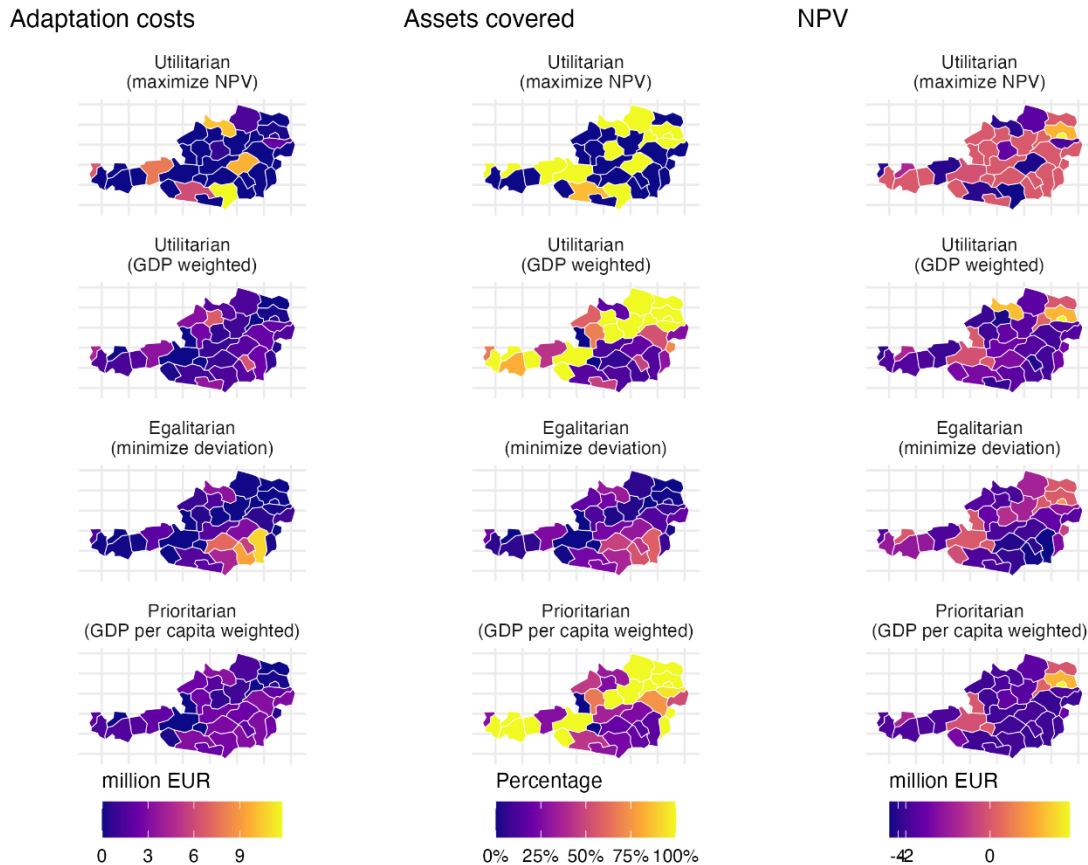 Adaptation costs
Assets covered
NPV
Utilitarian
(maximize NPV)
Utilitarian
(maximize NPV)
Utilitarian
(maximize NPV)
Utilitarian
(GDP weighted)
Utilitarian
(GDP weighted)
Utilitarian
(GDP weighted)
Egalitarian
(minimize deviation)
Egalitarian
(minimize deviation)
Egalitarian
(minimize deviation)
Prioritarian
(GDP per capita weighted)
Prioritarian
(GDP per capita weighted)
Prioritarian
(GDP per capita weighted)
million EUR
0 3 6 9
Percentage
0% 25% 50% 75% 100%
million EUR
0